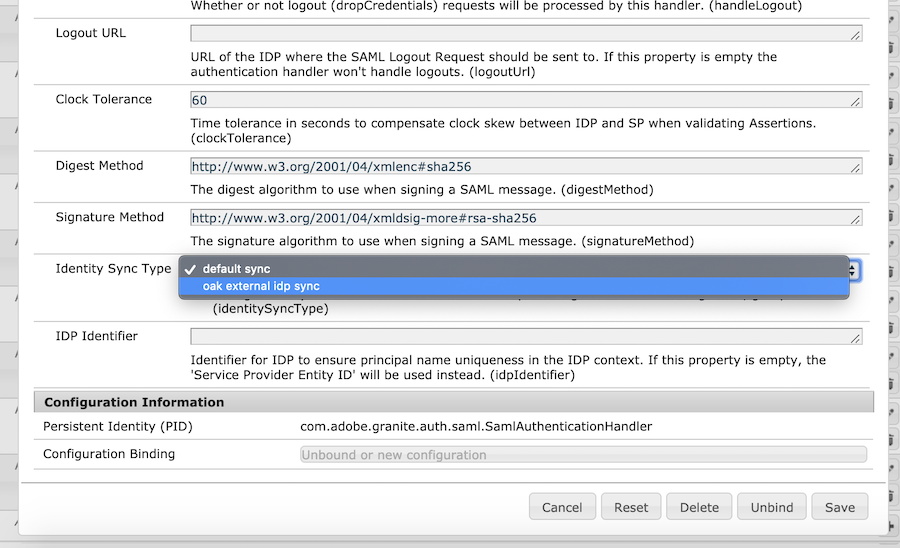 Whether or not logout (dropCredentials) requests will be processed by this handler. (handleLogout)
Logout URL
URL of the IDP where the SAML Logout Request should be sent to. If this property is empty the
authentication handler won't handle logouts. (logoutUrl)
Clock Tolerance
60
Time tolerance in seconds to compensate clock skew between IDP and SP when validating Assertions.
(clockTolerance)
Digest Method
http://www.w3.org/2001/04/xmlenc#sha256
The digest algorithm to use when signing a SAML message. (digestMethod)
Signature Method
http://www.w3.org/2001/04/xmldsig-more#rsa-sha256
The signature algorithm to use when signing a SAML message. (signatureMethod)
Identity Sync Type
✓ default sync
oak external idp sync
(identitySyncType)
IDP Identifier
Identifier for IDP to ensure principal name uniqueness in the IDP context. If this property is empty, the
'Service Provider Entity ID' will be used instead. (idpIdentifier)
Configuration Information
Persistent Identity (PID)
com.adobe.granite.auth.saml.SamlAuthenticationHandler
Configuration Binding
Unbound or new configuration
Cancel
Reset
Delete
Unbind
Save